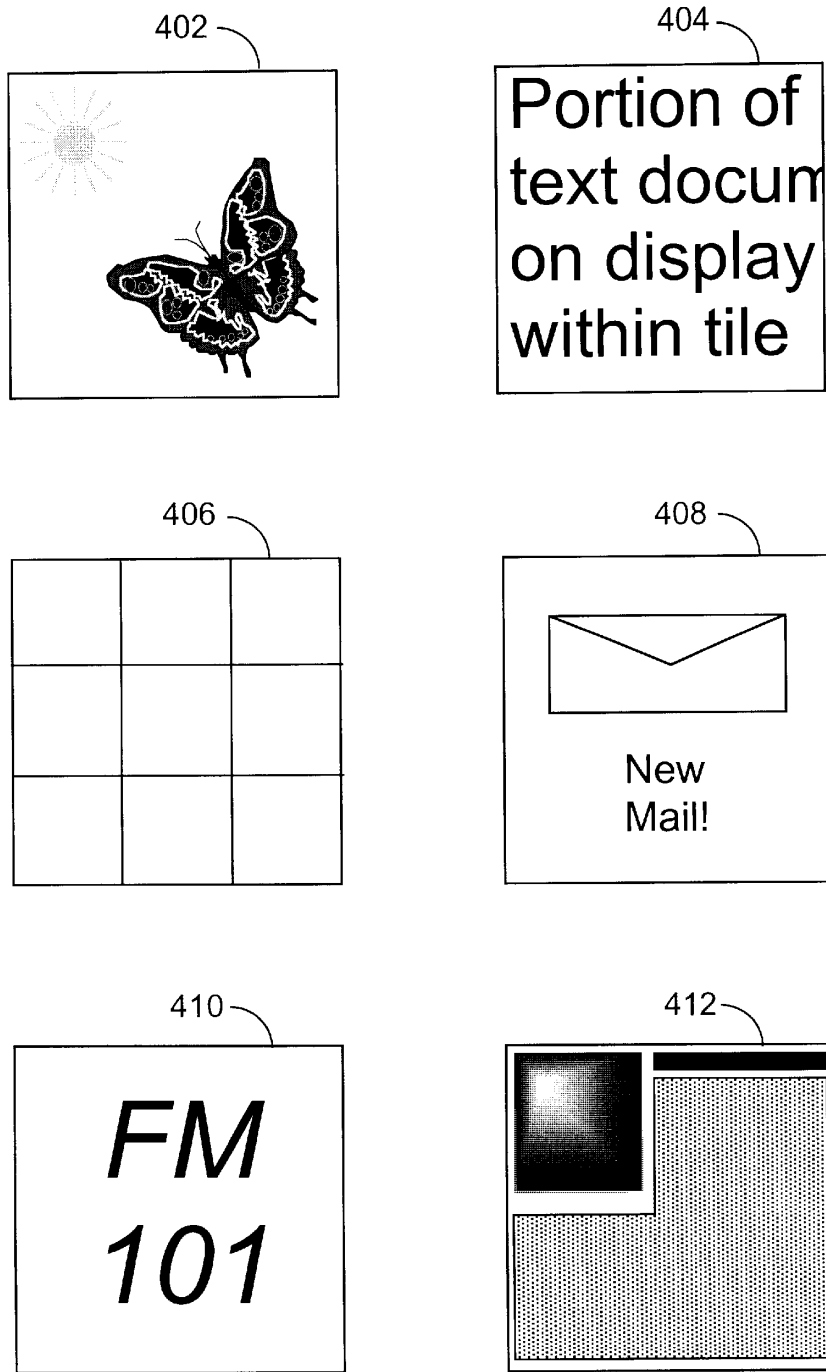 402
404
Portion of
text docum
on display
within tile
406
408
New
Mail!
410
412
FM
101